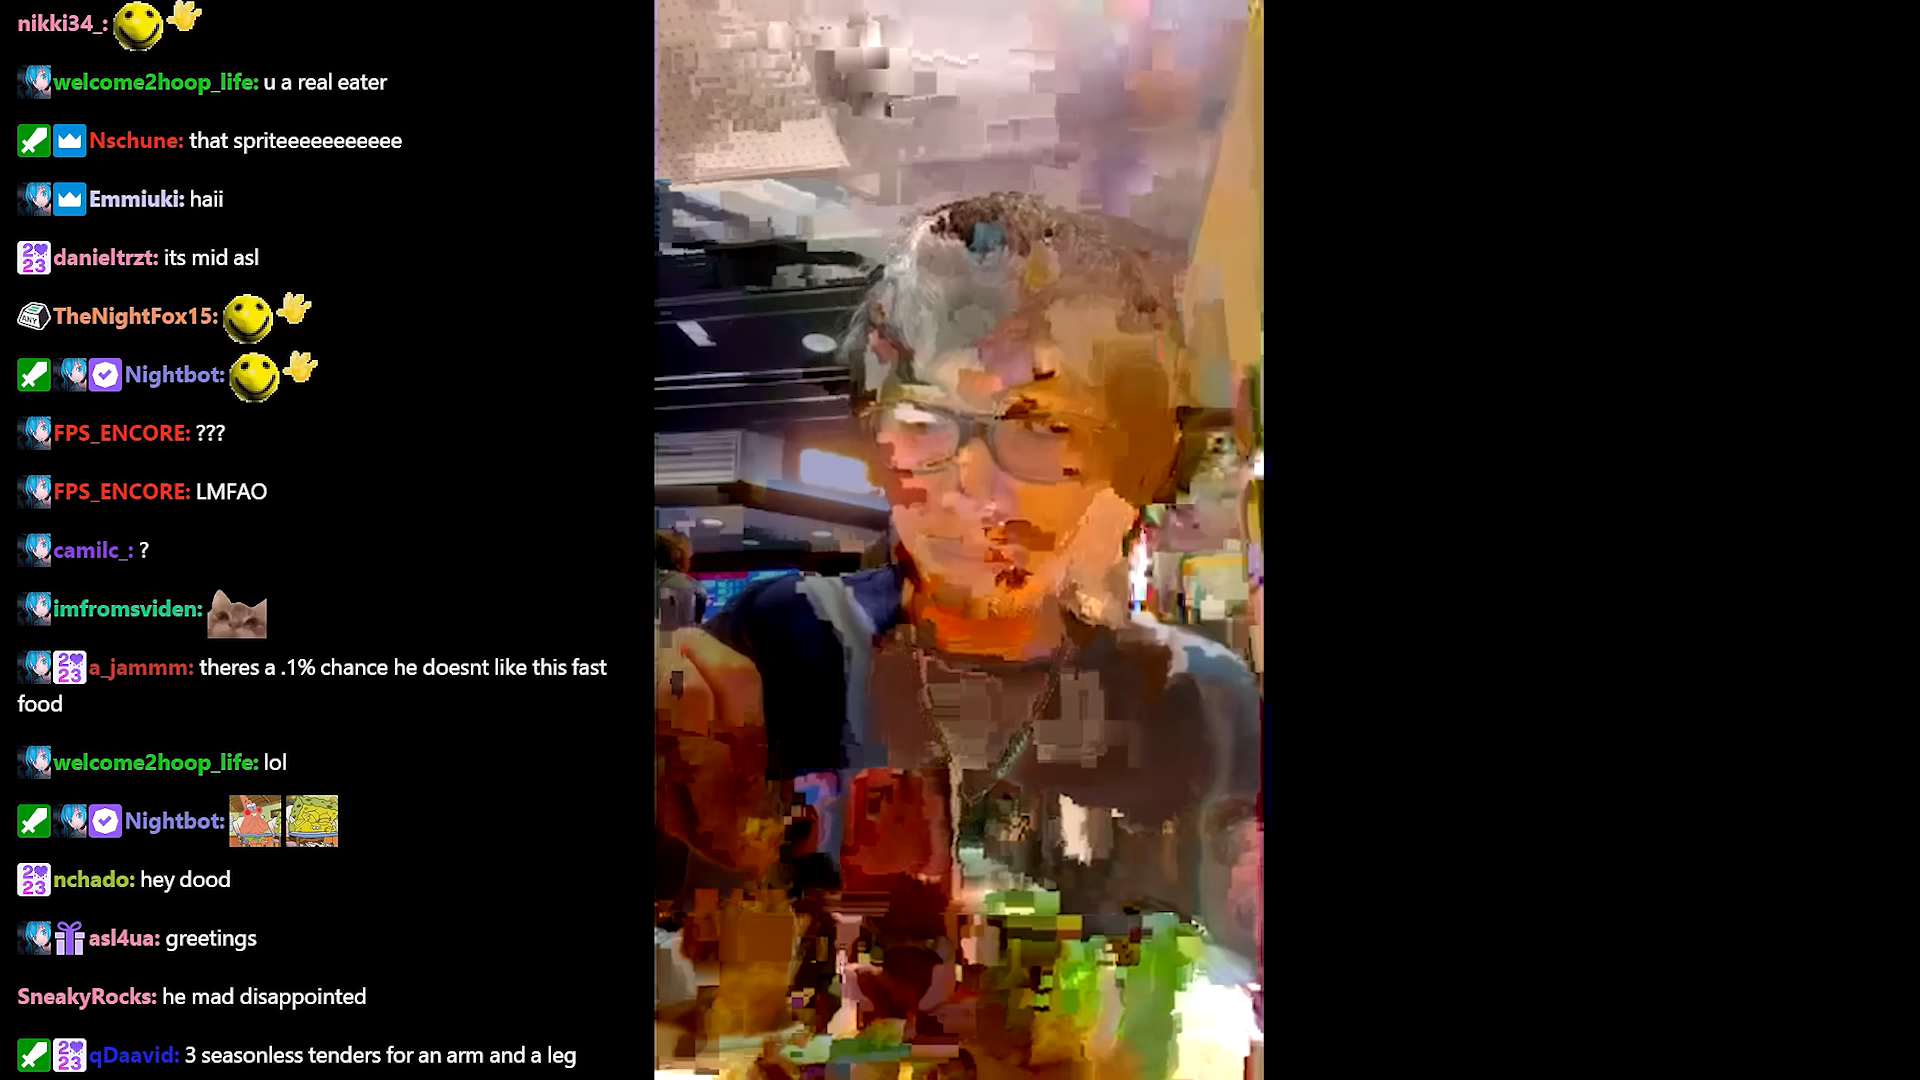 nikki34_:
welcome2hoop_life: u a real eater
Nschune: that spriteeeeeeeeeee
Emmiuki: haii
danieltrzt: its mid asl
TheNightFox15:
Nightbot:
FPS_ENCORE: ???
FPS_ENCORE: LMFAO
camilc_: ?
imfromsviden:
a_jammm: theres a .1% chance he doesnt like this fast
food
welcome2hoop_life: lol
Nightbot:
nchado: hey dood
asl4ua: greetings
SneakyRocks: he mad disappointed
qDaavid: 3 seasonless tenders for an arm and a leg